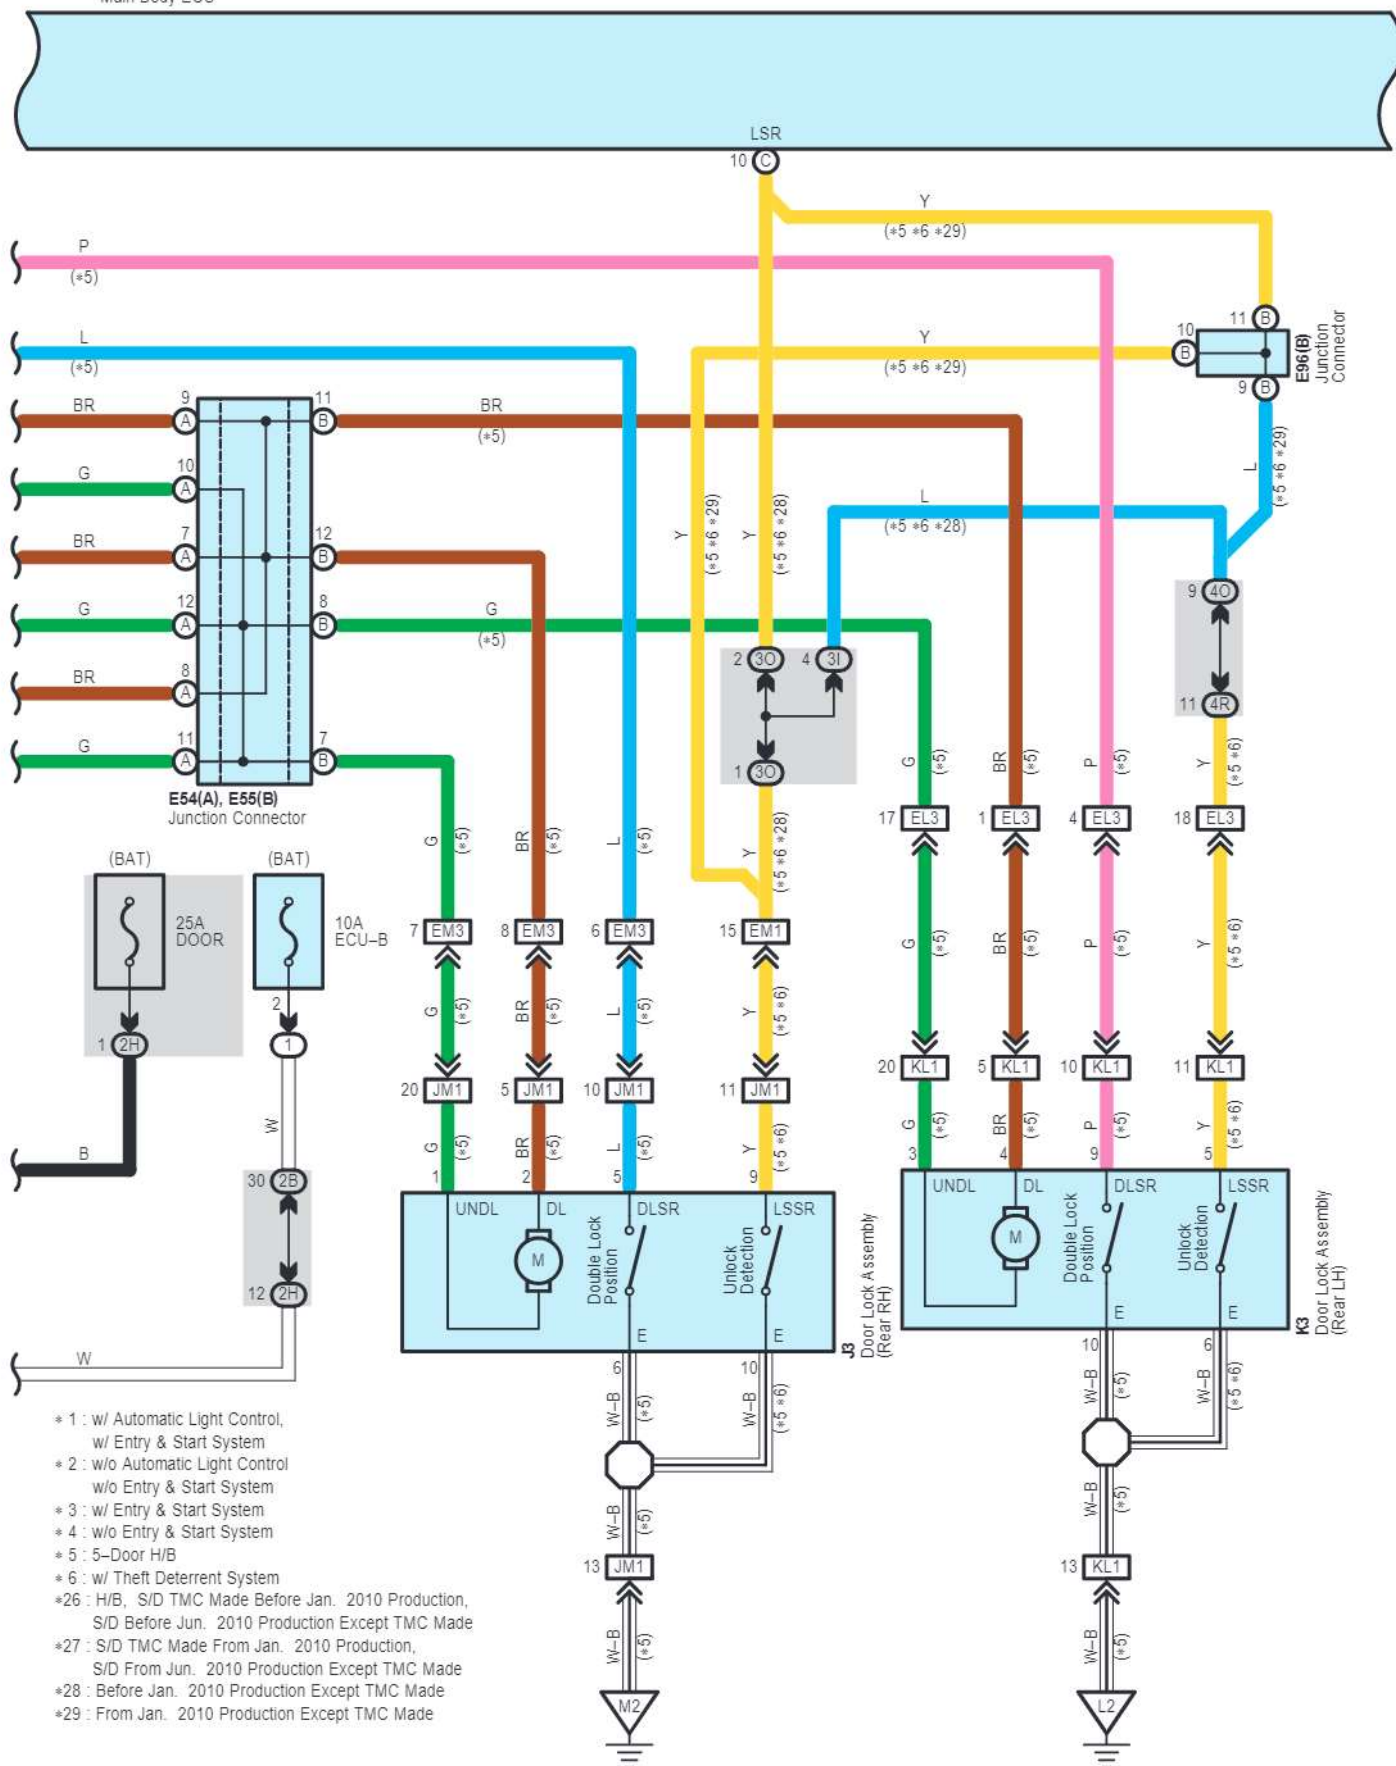 Main Body ECU
LSR
10 C
Y
(*5 *6 *29)
P
(*5)
11 B
E96(B)
Junction
Connector
10
B
L
(*5)
Y
(*5 *6 *29)
9 B
BR
9
A
11
B
BR
(*5)
L
(*5 *6 *29)
G
10
A
Y
(*5 *6 *29)
Y
(*5 *6 *28)
L
(*5 *6 *28)
BR
7
A
12
B
9 4O
G
12
A
8
B
G
(*5)
2 3O
4 3I
BR
8
A
11 4R
G
11
A
7
B
1 3O
G
(*5)
BR
(*5)
P
(*5)
Y
(*5 *6)
E54(A), E55(B)
Junction Connector
17 EL3
1 EL3
4 EL3
18 EL3
G
(*5)
BR
(*5)
L
(*5)
Y
(*5 *6 *28)
(BAT)
(BAT)
25A
DOOR
10A
ECU–B
7 EM3
8 EM3
6 EM3
15 EM1
G
(*5)
BR
(*5)
P
(*5)
Y
(*5 *6)
2
G
(*5)
BR
(*5)
L
(*5)
Y
(*5 *6)
1 2H
1
20 KL1
5 KL1
10 KL1
11 KL1
20 JM1
5 JM1
10 JM1
11 JM1
W
G
(*5)
BR
(*5)
P
(*5)
Y
(*5 *6)
G
(*5)
BR
(*5)
L
(*5)
Y
(*5 *6)
B
3
4
9
5
1
2
5
9
30 2B
UNDL
DL
DLSR
LSSR
UNDL
DL
DLSR
LSSR
M
Double Lock
Position
Unlock
Detection
M
Double Lock
Position
Unlock
Detection
12 2H
E
E
K3
Door Lock Assembly
(Rear LH)
E
E
J3
Door Lock Assembly
(Rear RH)
W
10
6
6
10
W–B
(*5)
W–B
(*5 *6)
W–B
(*5)
W–B
(*5 *6)
* 1 : w/ Automatic Light Control,
w/ Entry & Start System
* 2 : w/o Automatic Light Control
w/o Entry & Start System
* 3 : w/ Entry & Start System
* 4 : w/o Entry & Start System
* 5 : 5–Door H/B
* 6 : w/ Theft Deterrent System
*26 : H/B, S/D TMC Made Before Jan. 2010 Production,
S/D Before Jun. 2010 Production Except TMC Made
*27 : S/D TMC Made From Jan. 2010 Production,
S/D From Jun. 2010 Production Except TMC Made
*28 : Before Jan. 2010 Production Except TMC Made
*29 : From Jan. 2010 Production Except TMC Made
W–B
(*5)
W–B
(*5)
13 JM1
13 KL1
W–B
(*5)
W–B
(*5)
M2
L2